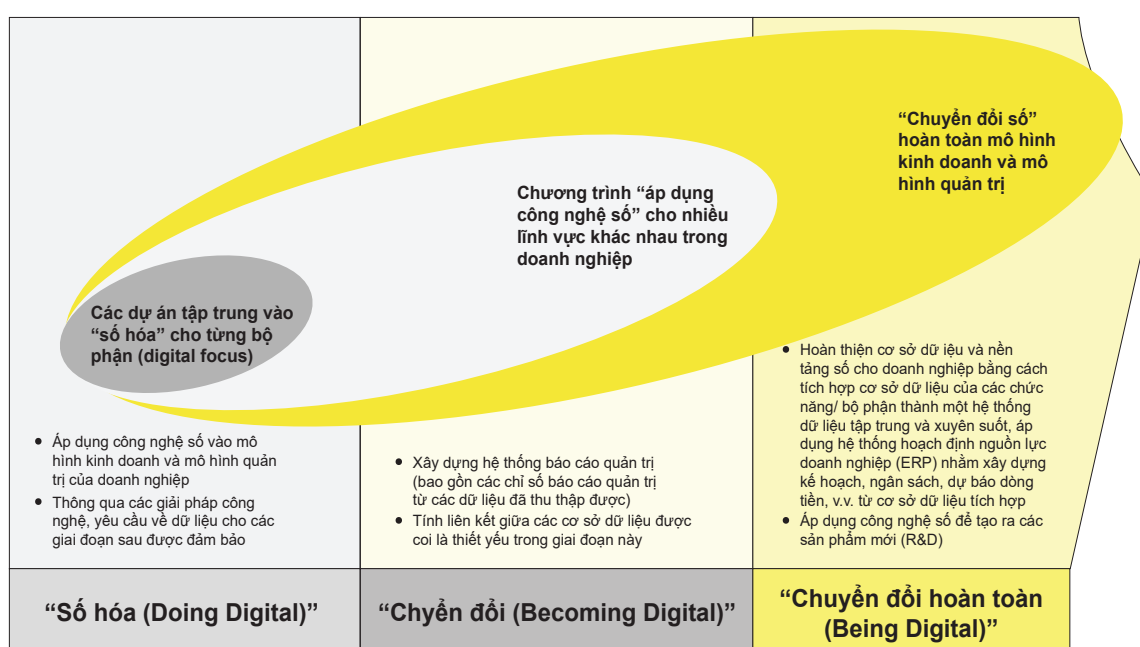 “Chuyển đổi số”
hoàn toàn mô hình
kinh doanh và mô
hình quản trị
Chương trình “áp dụng
công nghệ số” cho nhiều
lĩnh vực khác nhau trong
doanh nghiệp
Các dự án tập trung vào
“số hóa” cho từng bộ
phận (digital focus)
• Áp dụng công nghệ số vào mô
hình kinh doanh và mô hình quản
trị của doanh nghiệp
• Thông qua các giải pháp công
nghệ, yêu cầu về dữ liệu cho các
giai đoạn sau được đảm bảo
• Xây dựng hệ thống báo cáo quản trị
(bao gồn các chỉ số báo cáo quản trị
từ các dữ liệu đã thu thập được)
• Tính liên kết giữa các cơ sở dữ liệu được
coi là thiết yếu trong giai đoạn này
• Hoàn thiện cơ sở dữ iệu và nền
tảng số cho doanh nghiệp bằng cách
tích hợp cơ sở dữ liệu của các chức
năng/ bộ phận thành một hệ thống
dữ liệu tập trung và xuyên suốt, áp
dụng hệ thống hoạch định nguồn lực
doanh nghiệp (ERP) nhằm xây dựng
kế hoạch, ngân sách, dự báo dòng
tiền, v.v. từ cơ sở dữ liệu tích hợp
• Áp dụng công nghệ số để tạo ra các
sản phẩm mới (R&D)
“Số hóa (Doing Digital)”
“Chyển đổi (Becoming Digital)”
“Chuyển đổi hoàn toàn
(Being Digital)”